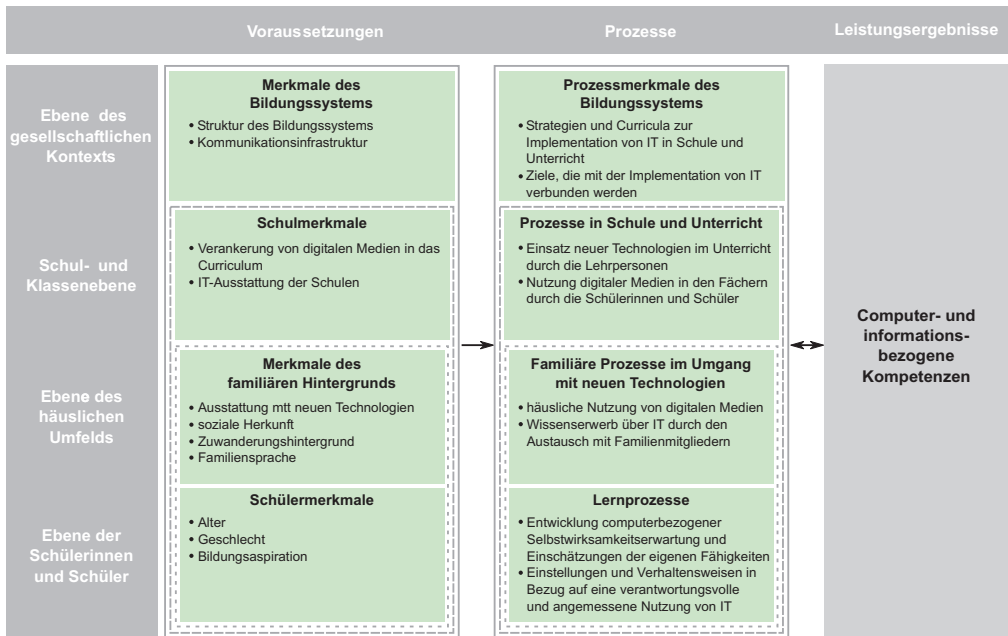 Voraussetzungen
Prozesse
Leistungsergebnisse
Ebene des
gesellschaftlichen
Kontexts
Merkmale des
Bildungssystems
• Struktur des Bildungssystems
• Kommunikationsinfrastruktur
Prozessmerkmale des
Bildungssystems
• Strategien und Curricula zur
Implementation von IT in Schule und
Unterricht
• Ziele, die mit der Implementation von IT
verbunden werden
Schul- und
Klassenebene
Schulmerkmale
• Verankerung von digitalen Medien in das
Curriculum
• IT-Ausstattung der Schulen
Prozesse in Schule und Unterricht
• Einsatz neuer Technologien im Unterricht
durch die Lehrpersonen
• Nutzung digitaler Medien in den Fächern
durch die Schülerinnen und Schüler
Ebene des
häuslichen
Umfelds
Merkmale des
familiären Hintergrunds
• Ausstattung mtt neuen Technologien
• soziale Herkunft
• Zuwanderungshintergrund
• Familiensprache
Familiäre Prozesse im Umgang
mit neuen Technologien
• häusliche Nutzung von digitalen Medien
• Wissenserwerb über IT durch den
Austausch mit Familienmitgliedern
Ebene der
Schülerinnen
und Schüler
Schülermerkmale
• Alter
• Geschlecht
• Bildungsaspiration
Lernprozesse
• Entwicklung computerbezogener
Selbstwirksamkeitserwartung und
Einschätzungen der eigenen Fähigkeiten
• Einstellungen und Verhaltensweisen in
Bezug auf eine verantwortungsvolle
und angemessene Nutzung von IT
Computer- und
informations-
bezogene
Kompetenzen